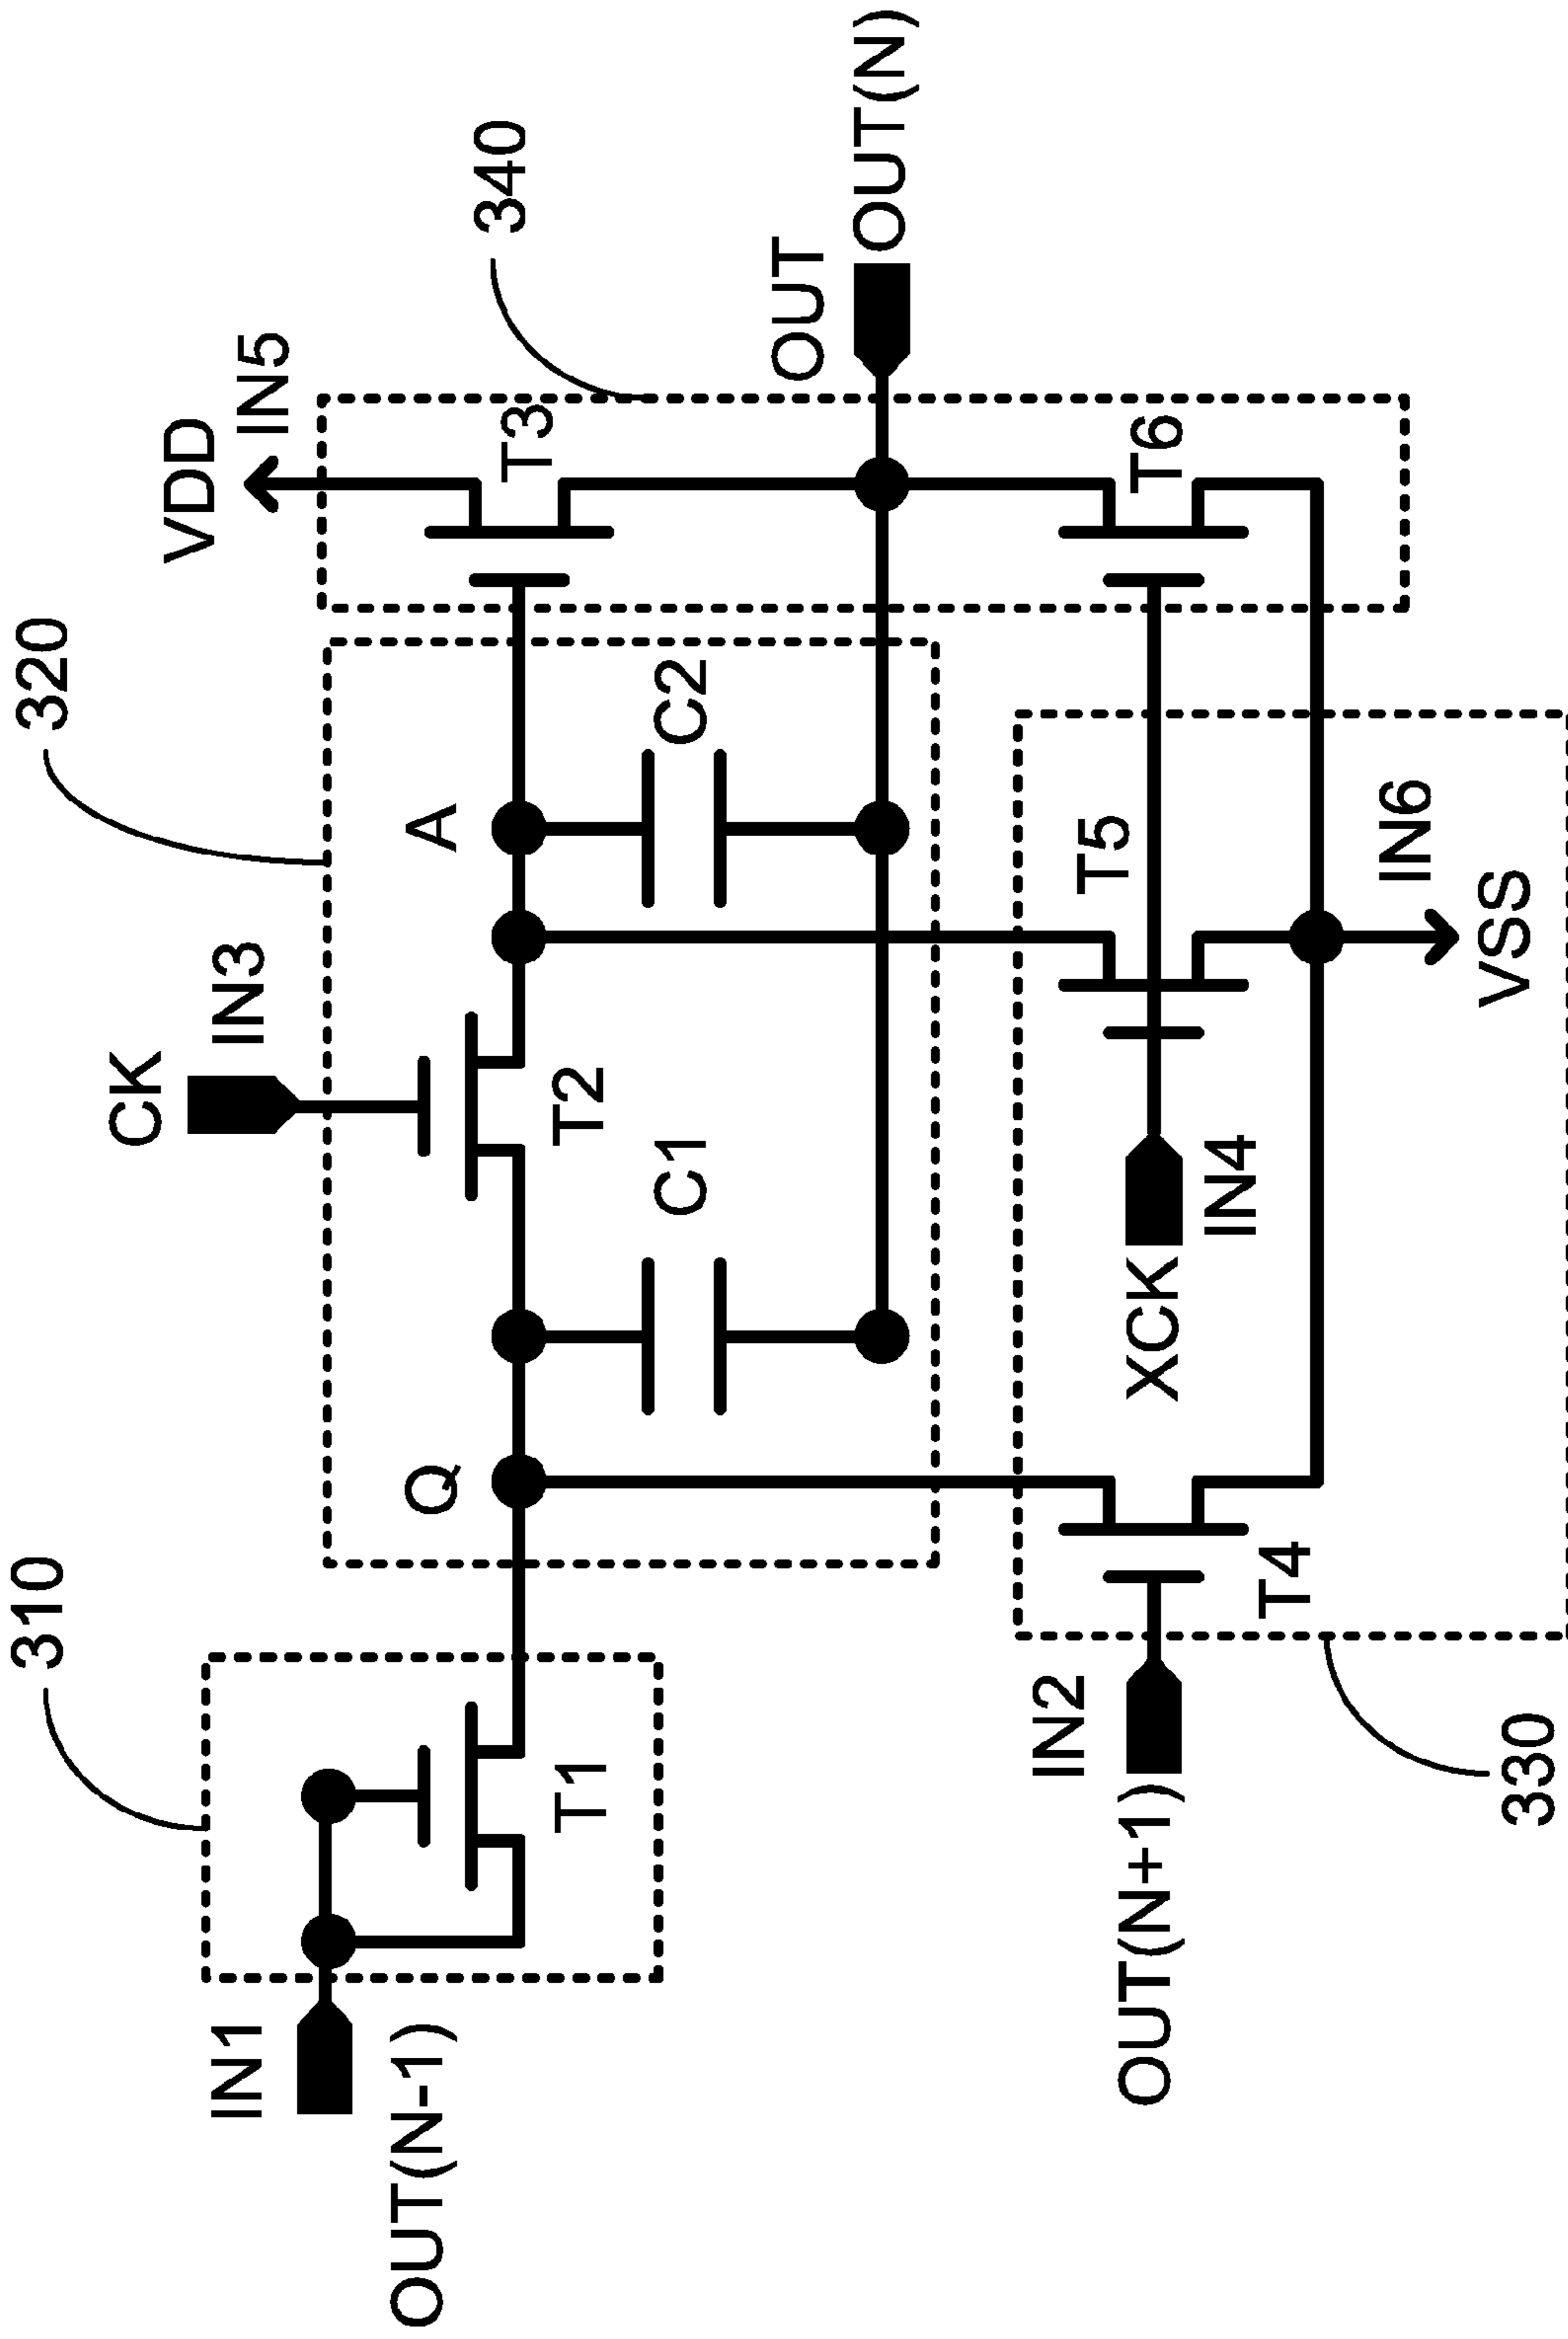 310
320
340
CK
IN3
VDD
IN5
IN1
OUT(N-1)
Q
A
T1
T2
T3
C1
C2
OUT
OUT(N)
IN2
OUT(N+1)
T4
XCK
IN4
T5
T6
IN6
VSS
330